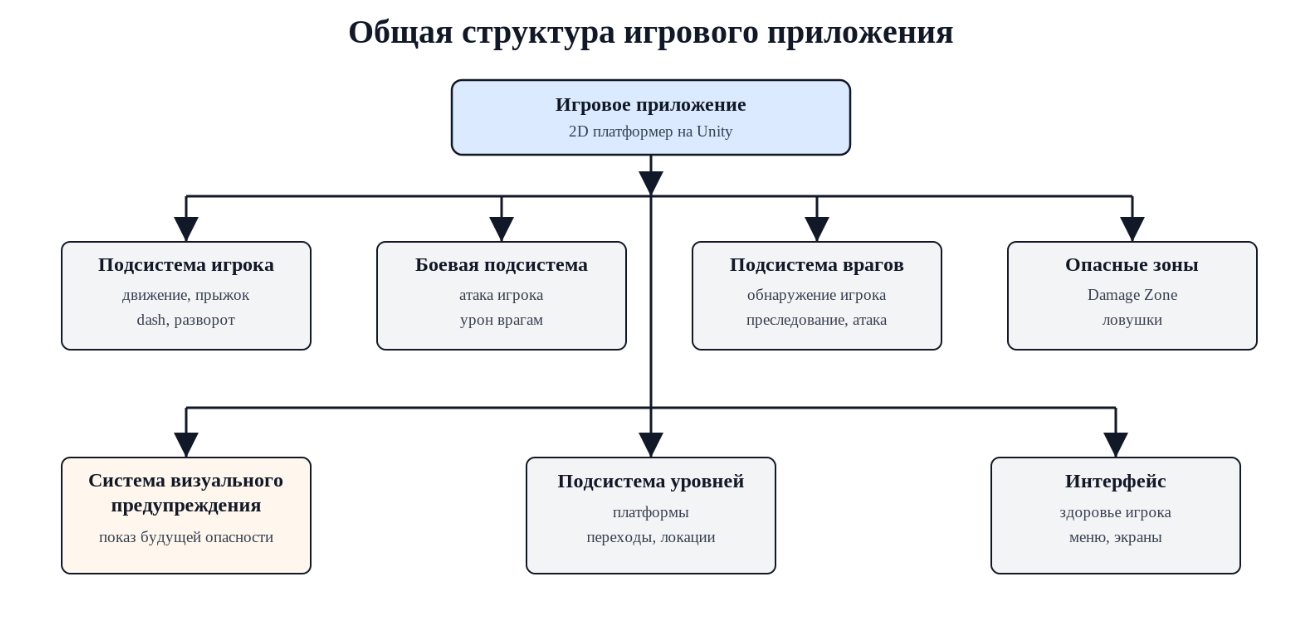 Общая структура игрового приложения
Игровое приложение
2D платформер на Unity
Подсистема игрока
движение, прыжок
dash, разворот
Боевая подсистема
атака игрока
урон врагам
Подсистема врагов
обнаружение игрока
преследование, атака
Опасные зоны
Damage Zone
ловушки
Система визуального
предупреждения
показ будущей опасности
Подсистема уровней
платформы
переходы, локации
Интерфейс
здоровье игрока
меню, экраны